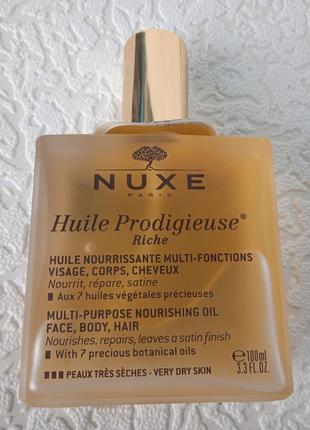 NUXE
PARIS
Huile Prodigieuse®
Riche
HUILE NOURRISSANTE MULTI-FONCTIONS
VISAGE, CORPS, CHEVEUX
Nourrit, répare, satine
■ Aux 7 huiles végétales précieuses
MULTI-PURPOSE NOURISHING OIL
FACE, BODY, HAIR
Nourishes, repairs, leaves a satin finish
■ With 7 precious botanical oils
■■■ PEAUX TRÈS SÈCHES - VERY DRY SKIN
℮ 100ml
3.3 FL.OZ.